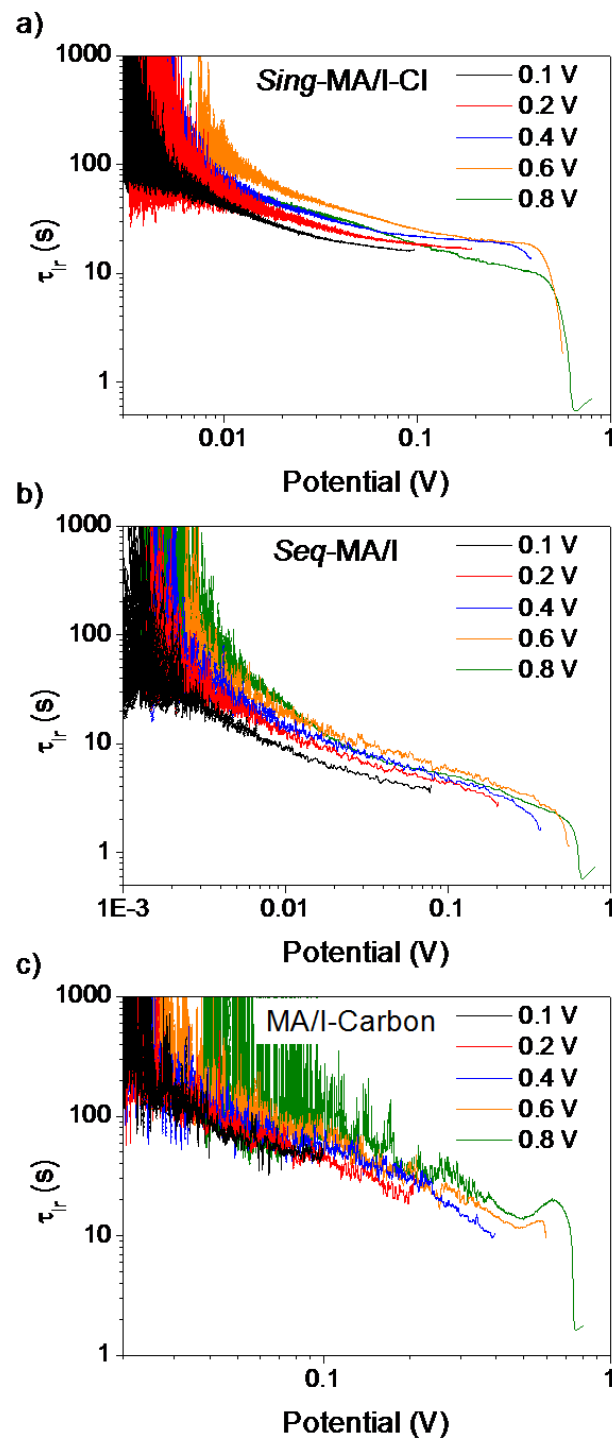 a)
1000
Sing-MA/I-Cl
0.1 V
0.2 V
100
0.4 V
0.6 V
0.8 V
τlr (s)
10
1
0.01
0.1
1
Potential (V)
b)
1000
Seq-MA/I
0.1 V
0.2 V
100
0.4 V
0.6 V
0.8 V
τlr (s)
10
1
1E-3
0.01
0.1
1
Potential (V)
c)
1000
MA/I-Carbon
0.1 V
0.2 V
100
0.4 V
0.6 V
0.8 V
τlr (s)
10
1
0.1
1
Potential (V)